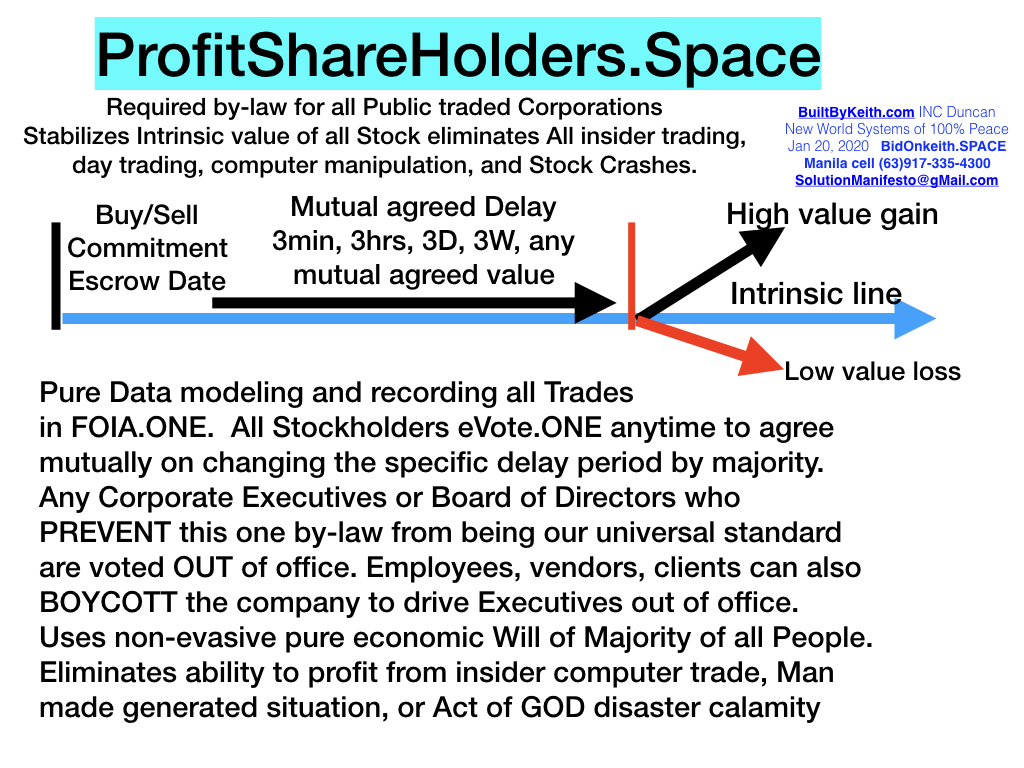 ProfitShareHolders.Space
Required by-law for all Public traded Corporations
Stabilizes Intrinsic value of all Stock eliminates All insider trading,
day trading, computer manipulation, and Stock Crashes.
BuiltByKeith.com INC Duncan
New World Systems of 100% Peace
Jan 20, 2020 BidOnkeith.SPACE
Manila cell (63)917-335-4300
SolutionManifesto@gMail.com
Buy/Sell
Commitment
Escrow Date
Mutual agreed Delay
3min, 3hrs, 3D, 3W, any
mutual agreed value
High value gain
Intrinsic line
Low value loss
Pure Data modeling and recording all Trades
in FOIA.ONE. All Stockholders eVote.ONE anytime to agree
mutually on changing the specific delay period by majority.
Any Corporate Executives or Board of Directors who
PREVENT this one by-law from being our universal standard
are voted OUT of office. Employees, vendors, clients can also
BOYCOTT the company to drive Executives out of office.
Uses non-evasive pure economic Will of Majority of all People.
Eliminates ability to profit from insider computer trade, Man
made generated situation, or Act of GOD disaster calamity